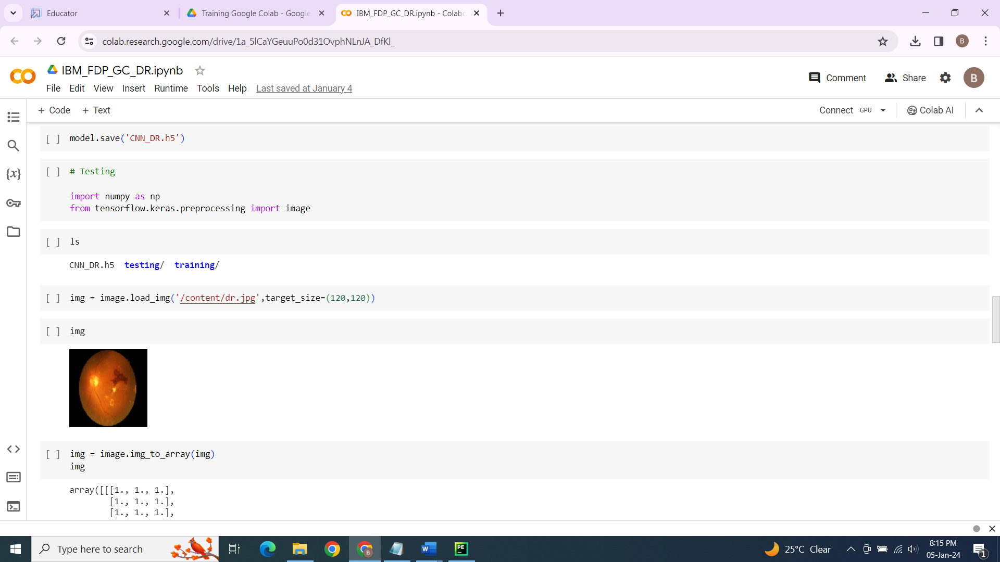 Educator
Training Google Colab - Google
IBM_FDP_GC_DR.ipynb - Colab
colab.research.google.com/drive/1a_5lCaYGeuuPo0d31OvphNLnJA_DfKl_
B
IBM_FDP_GC_DR.ipynb
Comment Share B
File Edit View Insert Runtime Tools Help Last saved at January 4
+ Code + Text Connect GPU Colab AI
[ ] model.save('CNN_DR.h5')
[ ] # Testing
import numpy as np
from tensorflow.keras.preprocessing import image
{x}
[ ] ls
CNN_DR.h5 testing/ training/
[ ] img = image.load_img('/content/dr.jpg',target_size=(120,120))
[ ] img
[ ] img = image.img_to_array(img)
img
array([[[1., 1., 1.],
[1., 1., 1.],
[1., 1., 1.],
Type here to search
B
W
PE
25°C Clear
8:15 PM
05-Jan-24
1